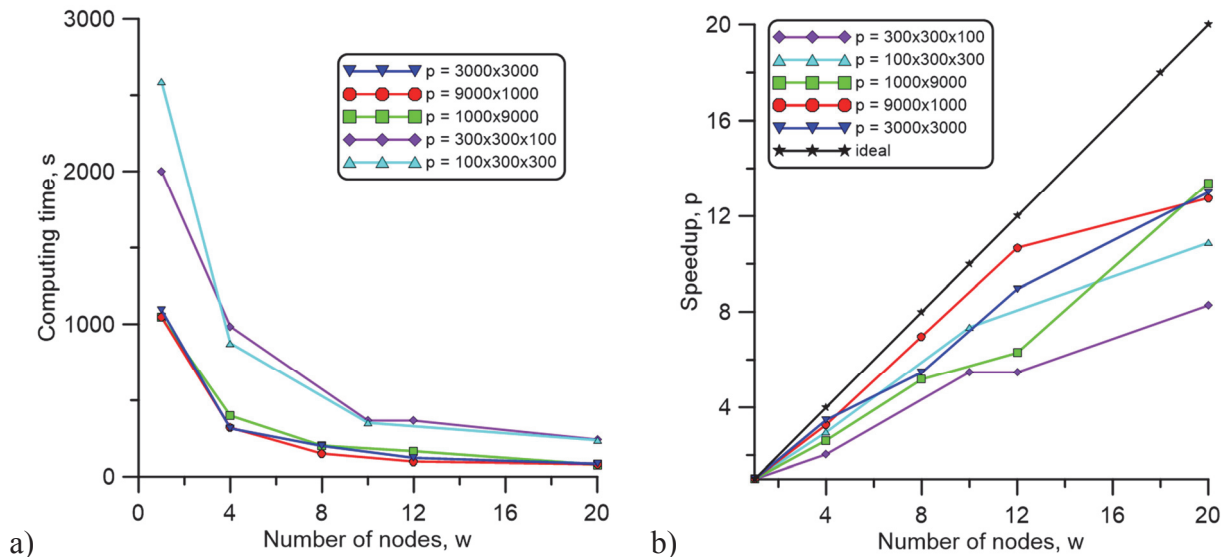 3000
2000
1000
0
Computing time, s
p = 3000x3000
p = 9000x1000
p = 1000x9000
p = 300x300x100
p = 100x300x300
0 4 8 12 16 20
Number of nodes, w
a)
20
16
12
8
4
Speedup, p
p = 300x300x100
p = 100x300x300
p = 1000x9000
p = 9000x1000
p = 3000x3000
ideal
4 8 12 16 20
Number of nodes, w
b)